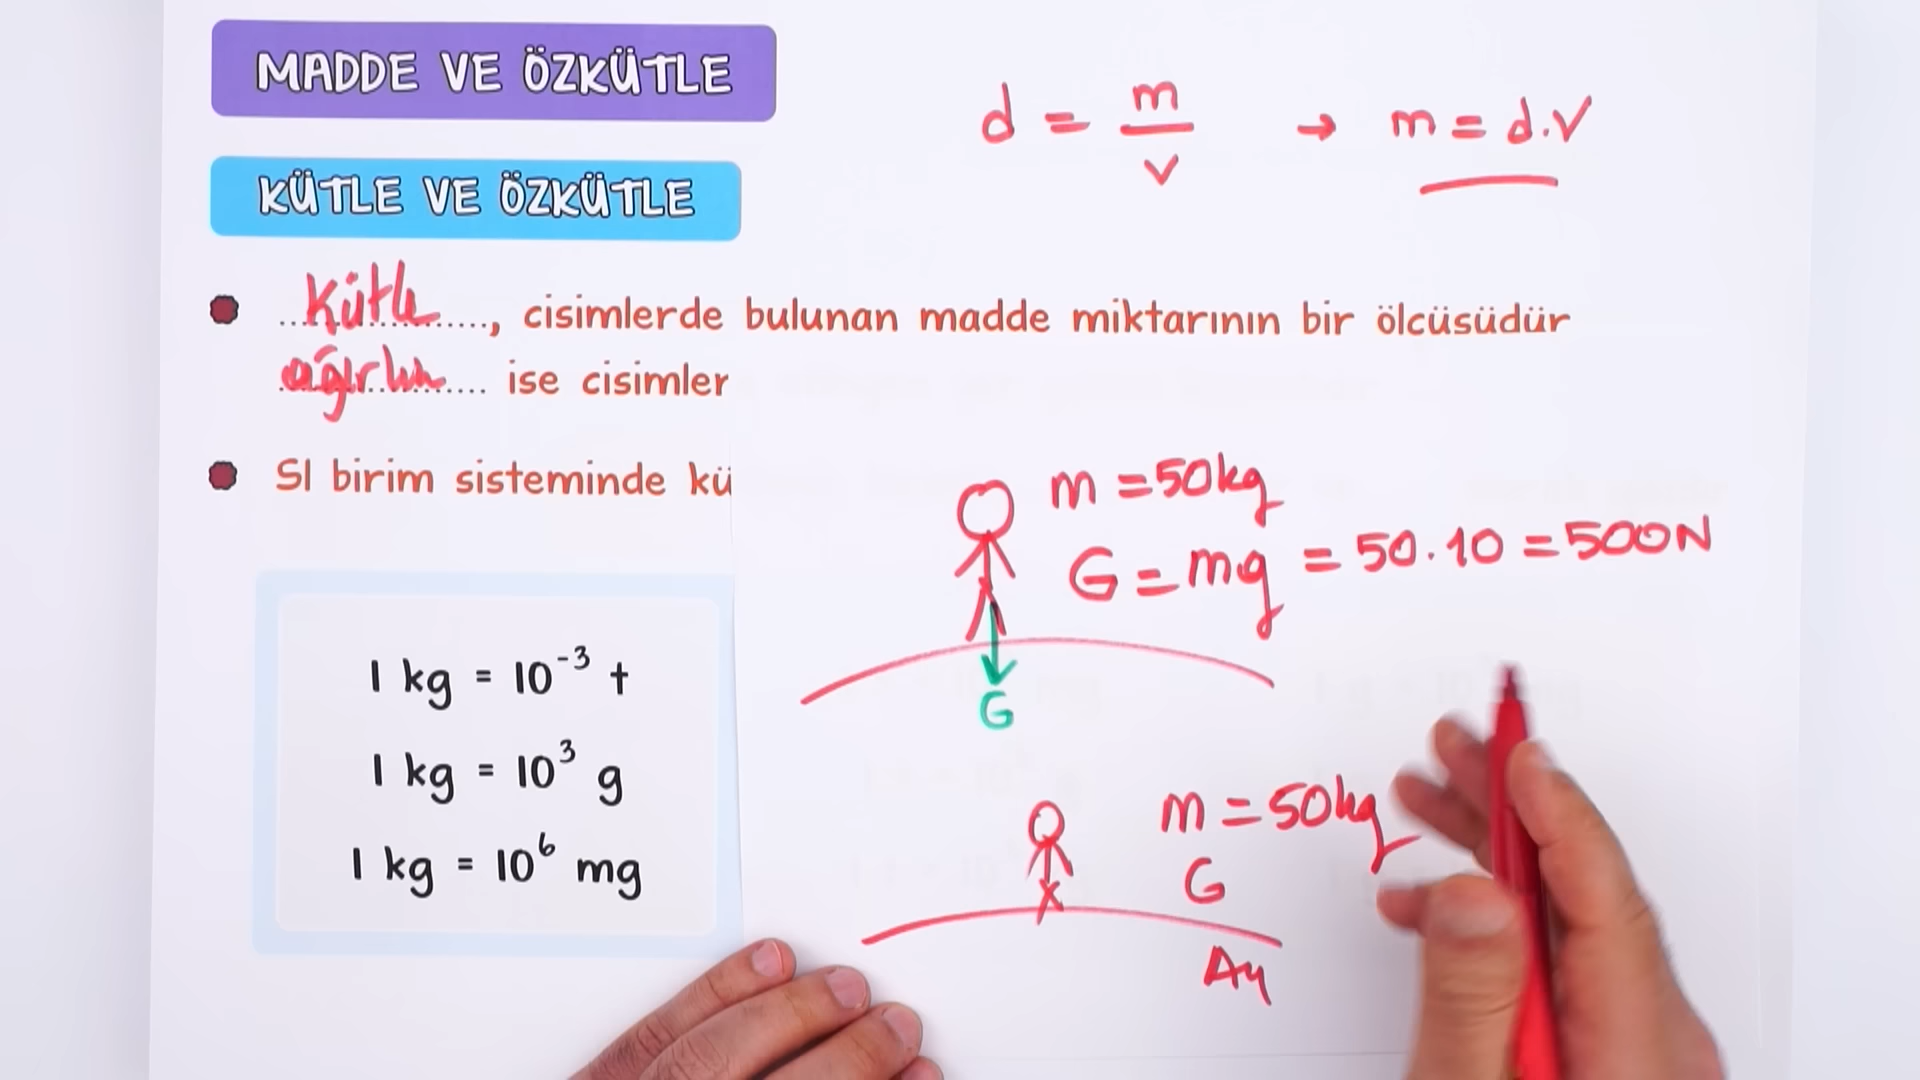 MADDE VE ÖZKÜTLE
d = m/v → m = d.V
KÜTLE VE ÖZKÜTLE
Kütle, cisimlerde bulunan madde miktarının bir ölcüsüdür
ağırlık ise cisimler
SI birim sisteminde kü
m = 50kg
G = mg = 50.10 = 500N
G
1 kg = 10⁻³ t
1 kg = 10³ g
1 kg = 10⁶ mg
m = 50kg
G
Ay